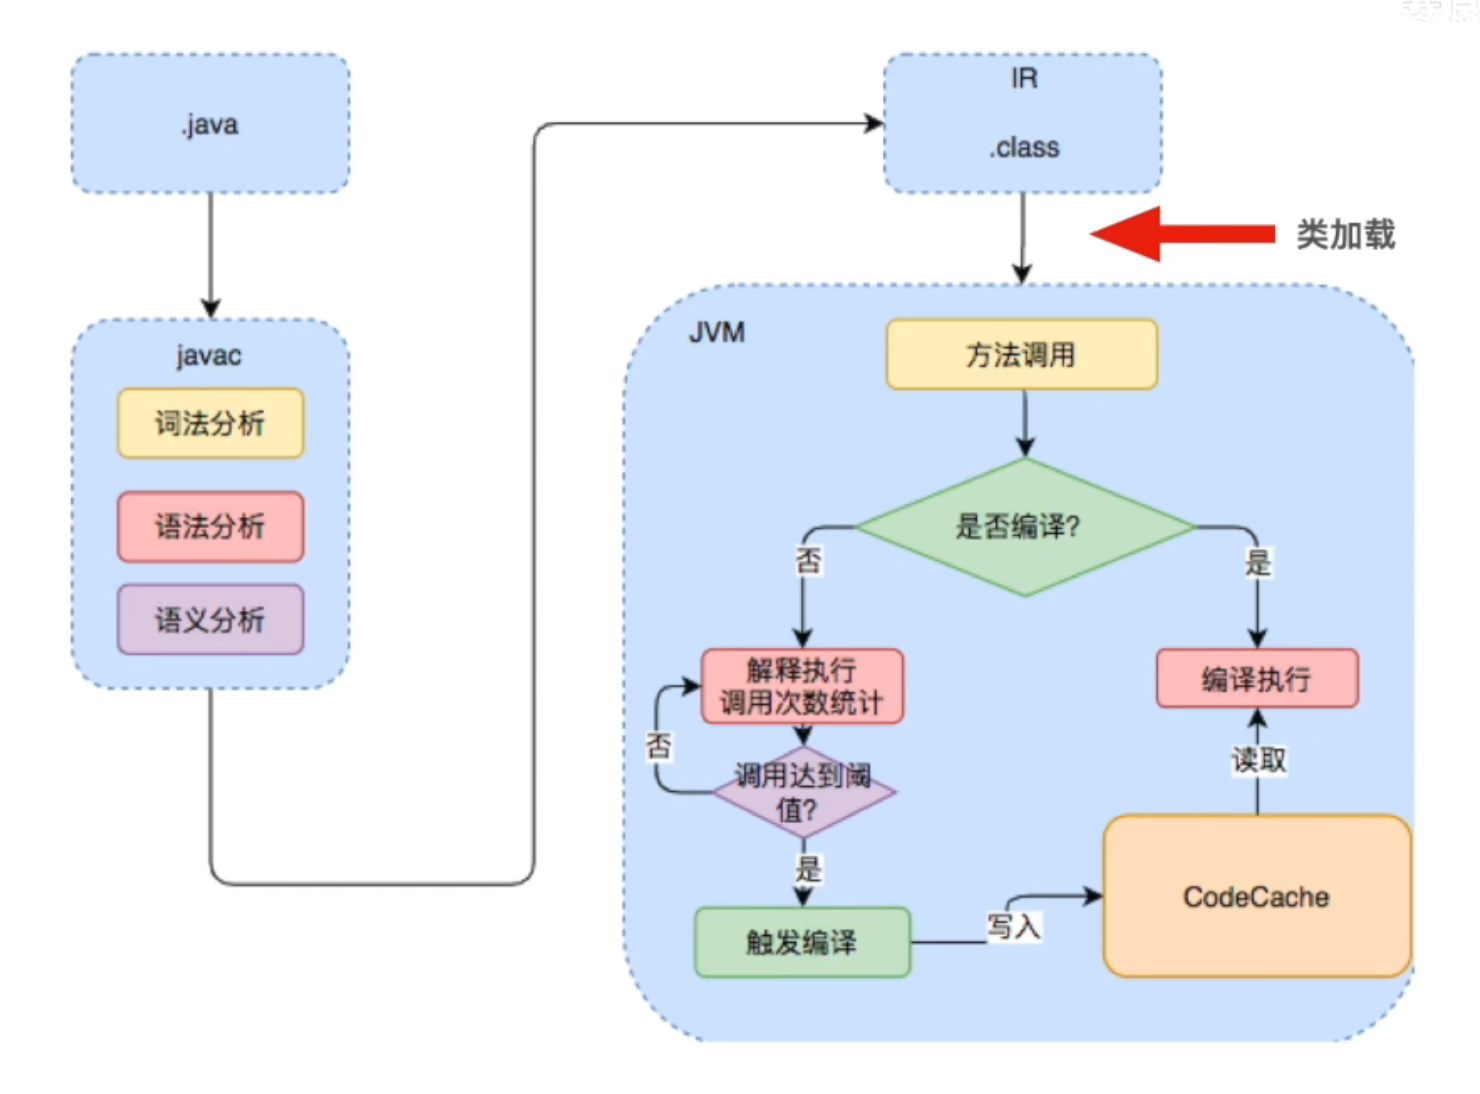 .java
javac
词法分析
语法分析
语义分析
IR
.class
类加载
JVM
方法调用
是否编译?
否
是
解释执行
调用次数统计
编译执行
否
调用达到阈
值?
读取
是
触发编译
写入
CodeCache